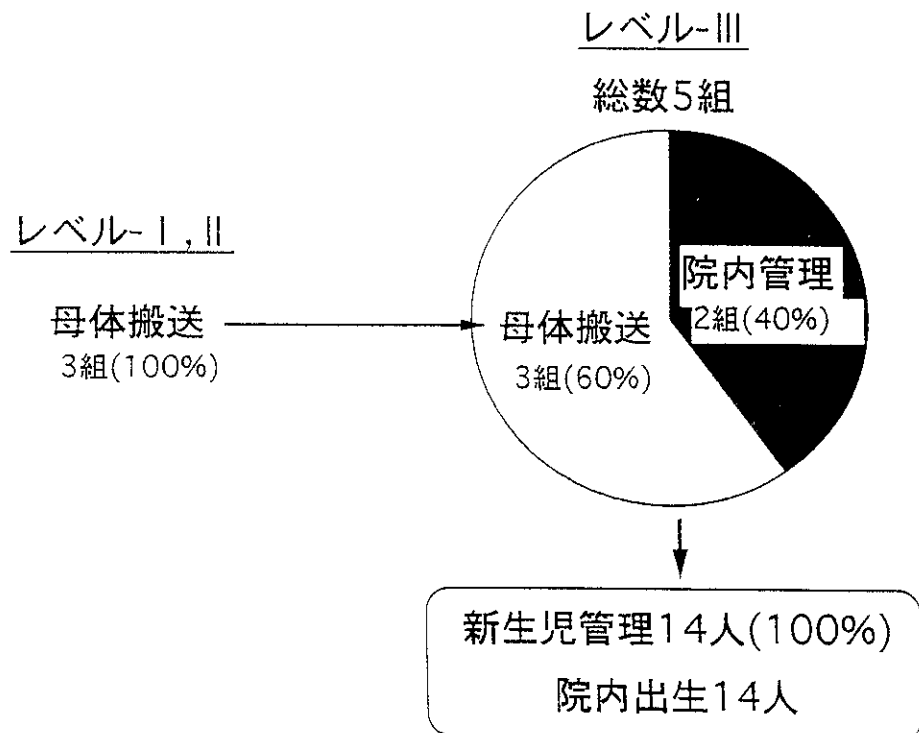 レベル-III
総数5組
レベル-I,II
母体搬送
3組(100%)
母体搬送
3組(60%)
院内管理
2組(40%)
新生児管理14人(100%)
院内出生14人